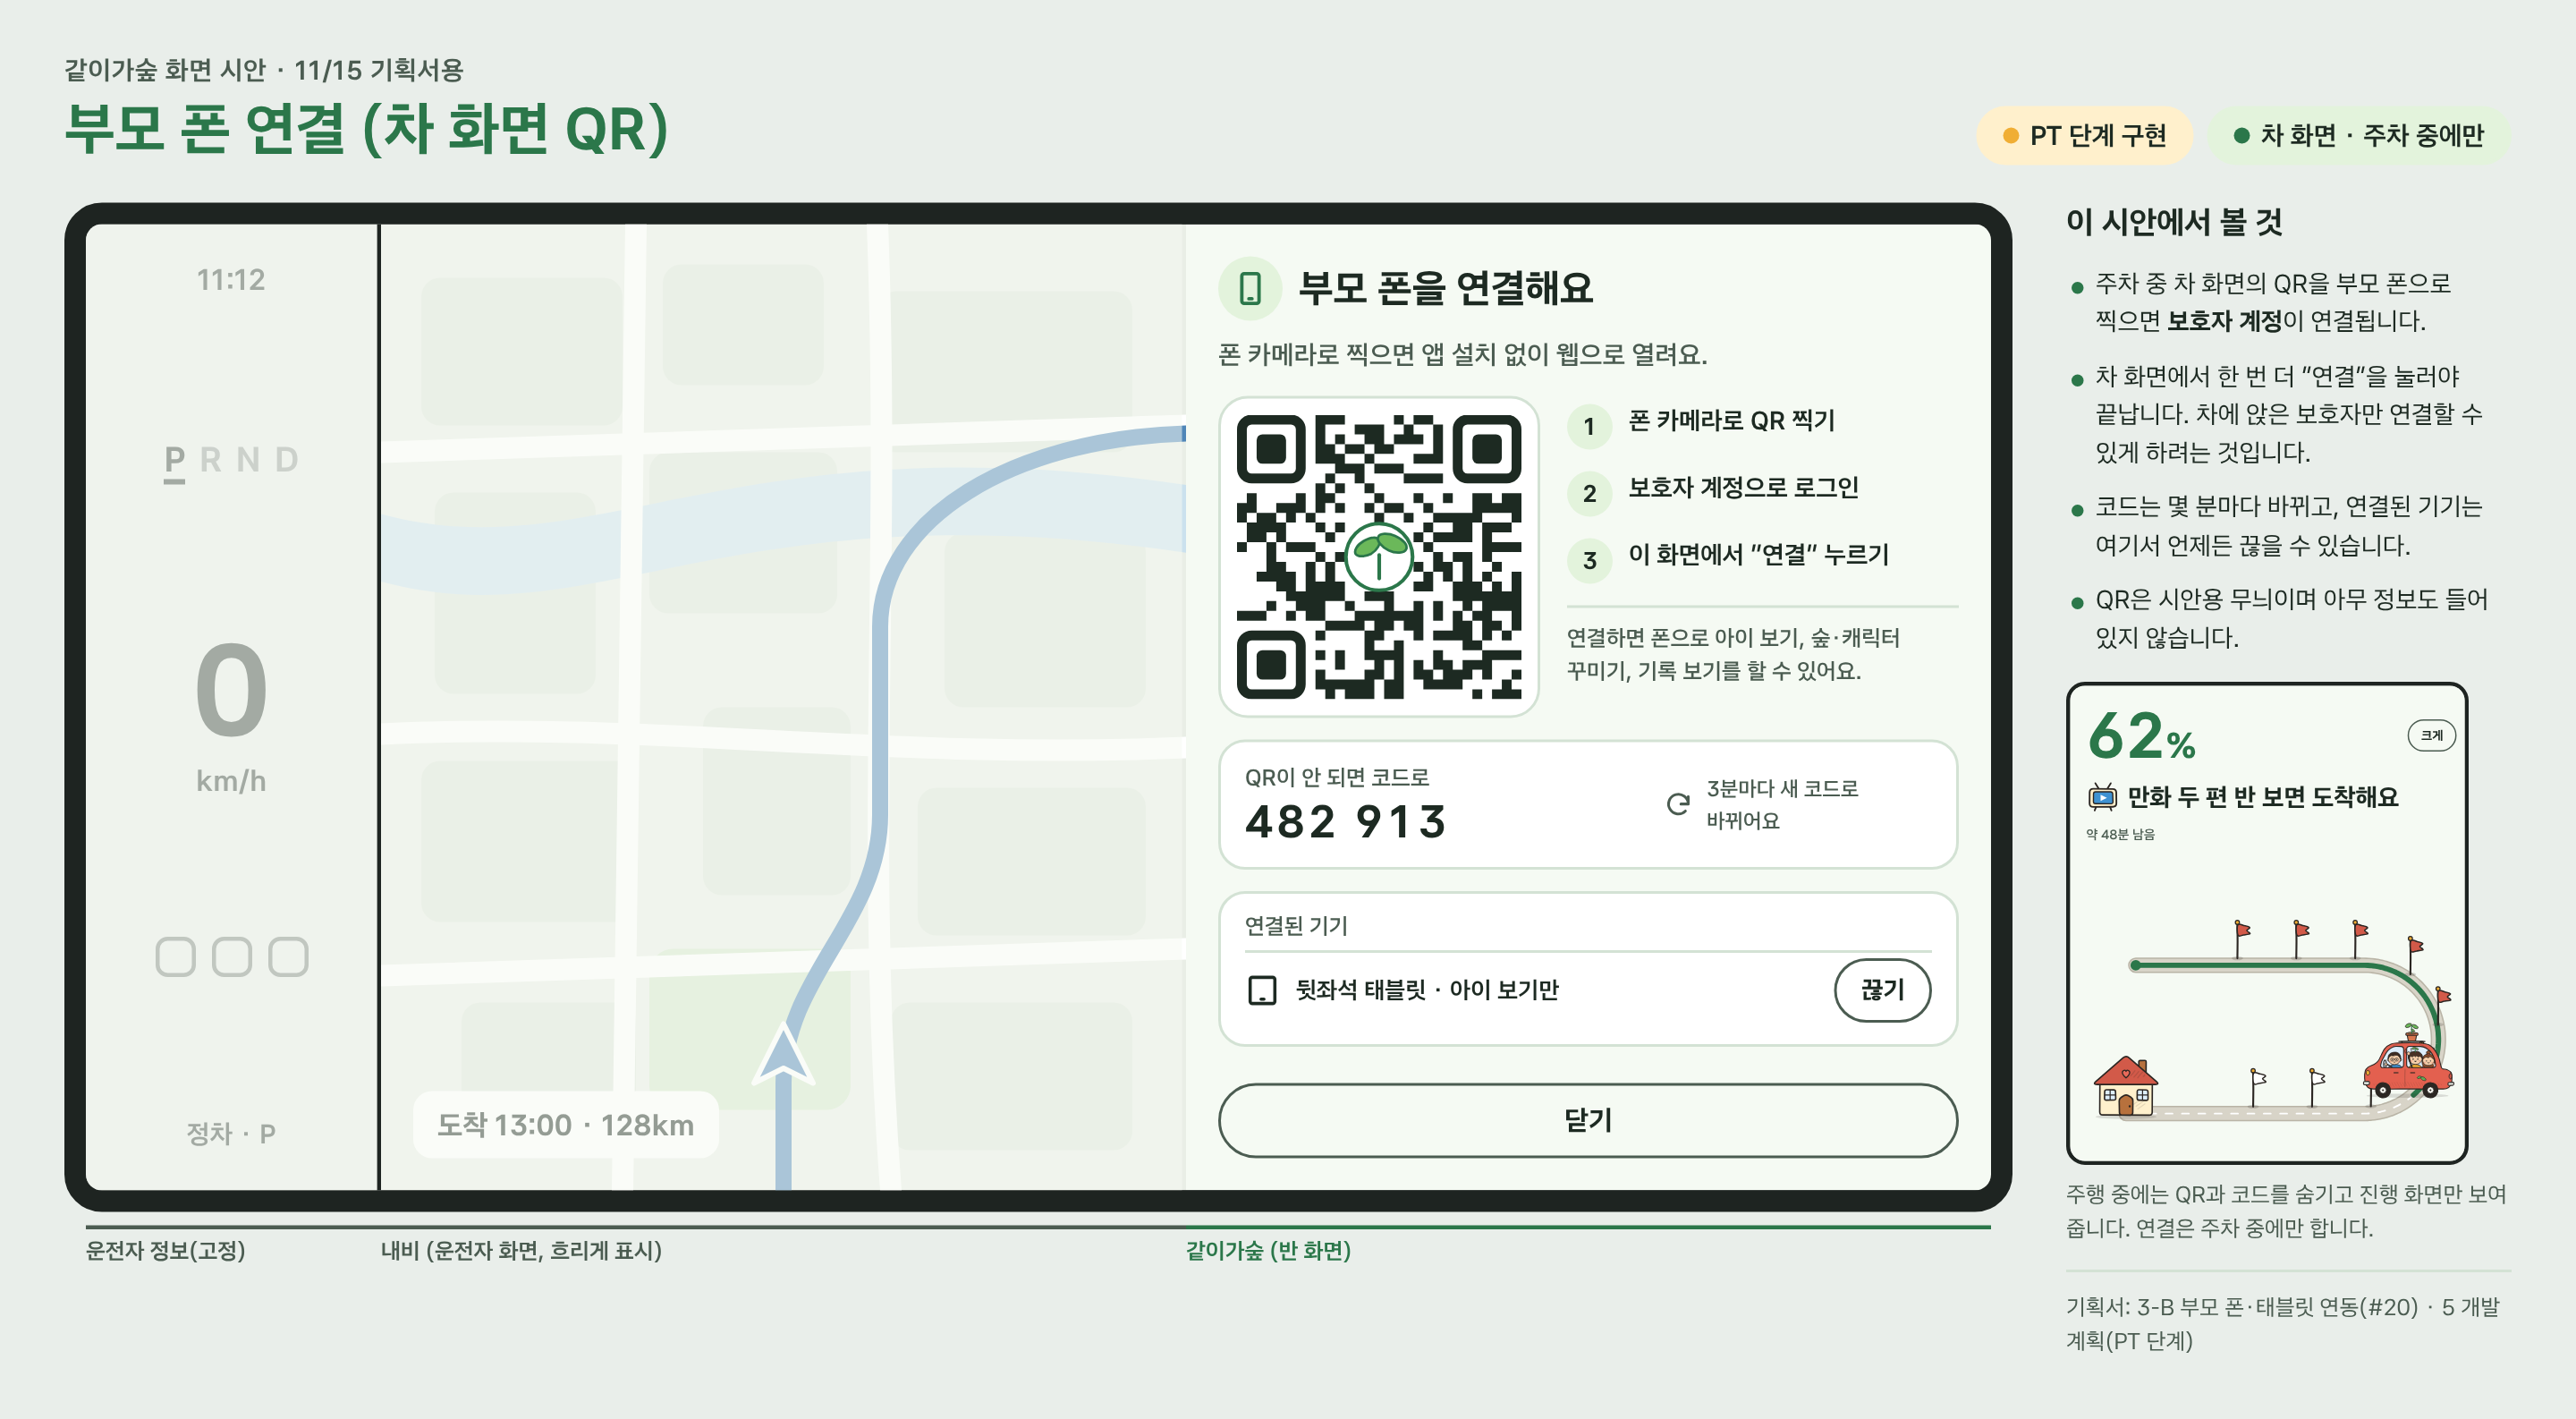 같이가숲 화면 시안 · 11/15 기획서용
부모 폰 연결 (차 화면 QR)
PT 단계 구현
차 화면 · 주차 중에만
11:12
P R N D
0
km/h
정차 · P
도착 13:00 · 128km
부모 폰을 연결해요
폰 카메라로 찍으면 앱 설치 없이 웹으로 열려요.
1 폰 카메라로 QR 찍기
2 보호자 계정으로 로그인
3 이 화면에서 "연결" 누르기
연결하면 폰으로 아이 보기, 숲·캐릭터
꾸미기, 기록 보기를 할 수 있어요.
QR이 안 되면 코드로
482 913
3분마다 새 코드로
바뀌어요
연결된 기기
뒷좌석 태블릿 · 아이 보기만
끊기
닫기
운전자 정보(고정)
내비 (운전자 화면, 흐리게 표시)
같이가숲 (반 화면)
이 시안에서 볼 것
주차 중 차 화면의 QR을 부모 폰으로
찍으면 보호자 계정이 연결됩니다.
차 화면에서 한 번 더 "연결"을 눌러야
끝납니다. 차에 앉은 보호자만 연결할 수
있게 하려는 것입니다.
코드는 몇 분마다 바뀌고, 연결된 기기는
여기서 언제든 끊을 수 있습니다.
QR은 시안용 무늬이며 아무 정보도 들어
있지 않습니다.
62%
크게
만화 두 편 반 보면 도착해요
약 48분 남음
주행 중에는 QR과 코드를 숨기고 진행 화면만 보여
줍니다. 연결은 주차 중에만 합니다.
기획서: 3-B 부모 폰·태블릿 연동(#20) · 5 개발
계획(PT 단계)